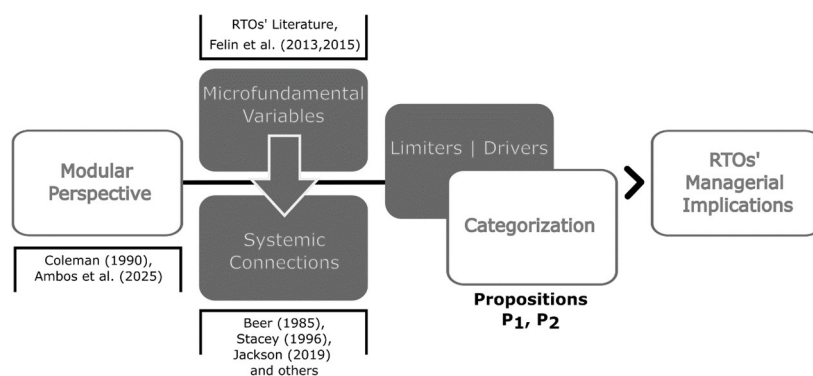 RTOs' Literature,
Felin et al. (2013,2015)
Microfundamental
Variables
Modular
Perspective
Coleman (1990),
Ambos et al. (2025)
Systemic
Connections
Beer (1985),
Stacey (1996),
Jackson (2019)
and others
Limiters | Drivers
Categorization
Propositions
P1, P2
RTOs'
Managerial
Implications